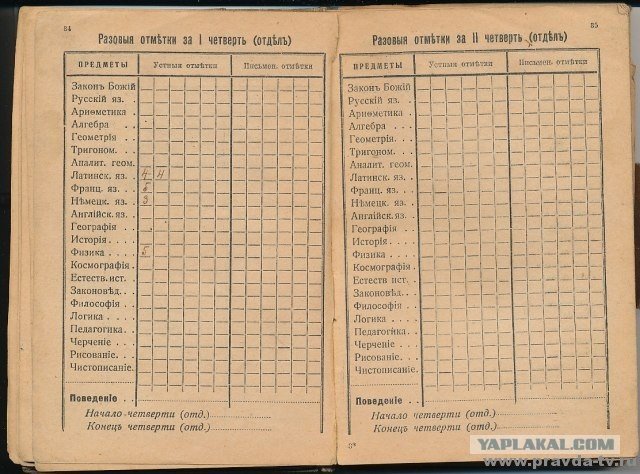 84
Разовыя отмѣтки за I четверть (отдѣлъ)
ПРЕДМЕТЫ Устныя отмѣтки Письмен. отмѣтки
Законъ Божій
Русскій яз.
Ариѳметика .
Алгебра . .
Геометрія . .
Тригоном. .
Аналит. геом.
Латинск. яз. 4 4
Франц. яз. . 5
Нѣмецк. яз. 3
Англійск. яз.
Географія . .
Исторія . . . .
Физика . . . 5
Космографія .
Естеств. ист.
Законовѣд. .
Философія . .
Логика . . . .
Педагогика. .
Черченіе . .
Рисованіе. .
Чистописаніе.
Поведеніе
Начало четверти (отд.)
Конецъ четверти (отд.)
85
Разовыя отмѣтки за II четверть (отдѣлъ)
ПРЕДМЕТЫ Устныя отмѣтки Письмен. отмѣтки
Законъ Божій
Русскій яз.
Ариѳметика .
Алгебра . . .
Геометрія. . .
Тригоном. . .
Аналит. геом.
Латинск. яз.
Франц. яз. .
Нѣмецк. яз.
Англійск. яз.
Географія . .
Исторія . . .
Физика . . . .
Космографія.
Естеств ист.
Законовѣд. .
Философія . .
Логика . . . .
Педагогика. .
Черченіе . . .
Рисованіе. . .
Чистописаніе.
Поведеніе .
Начало четверти (отд.)
Конецъ четверти (отд.)
YAPLAKAL.COM
www.pravda-tv.ru